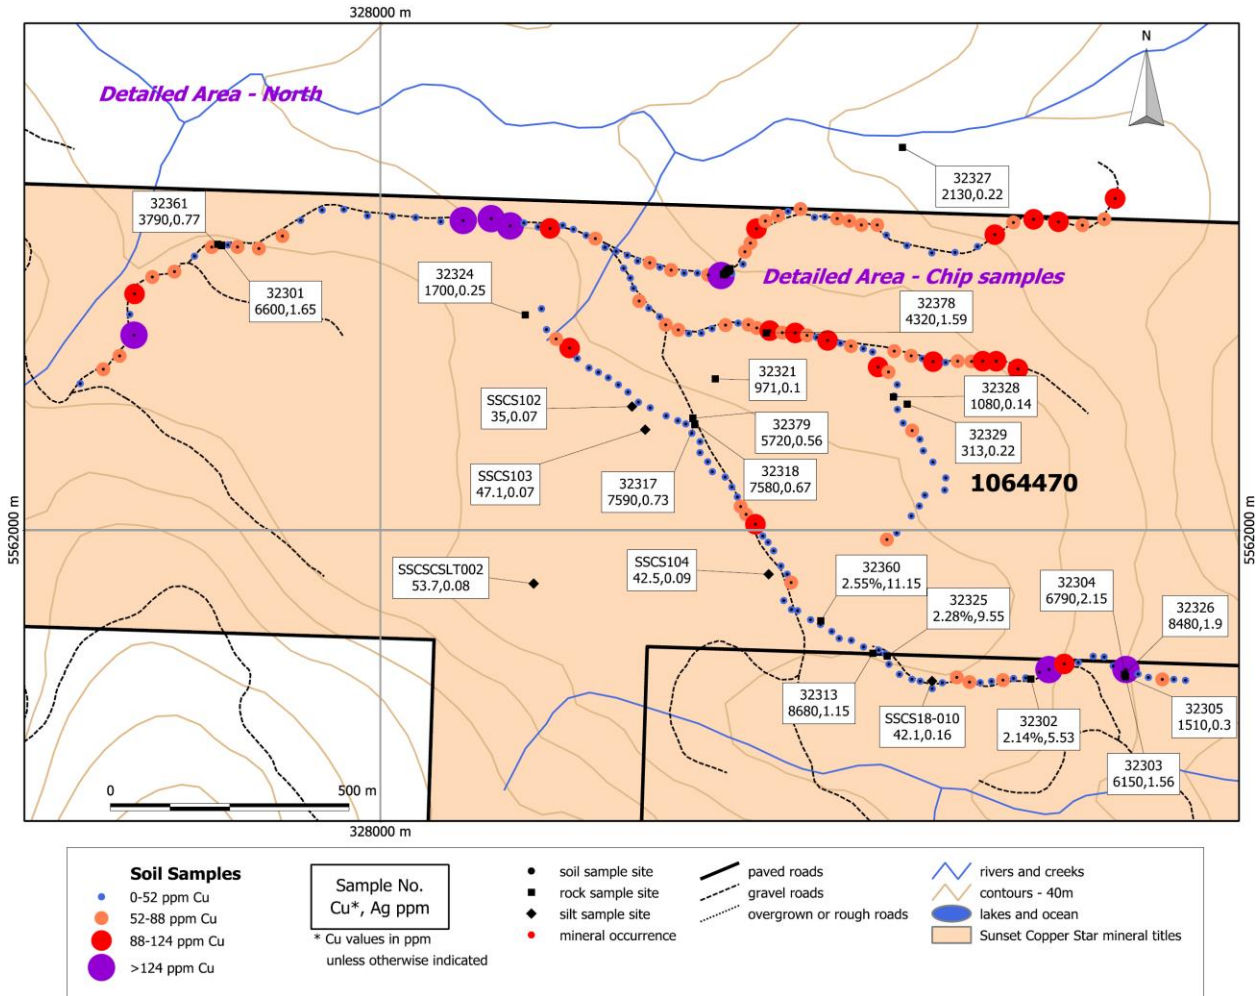 328000 m
N
Detailed Area - North
32327
2130,0.22
32361
3790,0.77
32324
1700,0.25
Detailed Area - Chip samples
32301
6600,1.65
32378
4320,1.59
32321
971,0.1
32328
1080,0.14
SSCS102
35,0.07
32379
5720,0.56
32329
313,0.22
SSCS103
47.1,0.07
32317
7590,0.73
32318
7580,0.67
1064470
5562000 m
5562000 m
SSCSCSLT002
53.7,0.08
SSCS104
42.5,0.09
32360
2.55%,11.15
32325
2.28%,9.55
32304
6790,2.15
32326
8480,1.9
32313
8680,1.15
SSCS18-010
42.1,0.16
32302
2.14%,5.53
32305
1510,0.3
32303
6150,1.56
0
500 m
328000 m
Soil Samples
0-52 ppm Cu
52-88 ppm Cu
88-124 ppm Cu
>124 ppm Cu
Sample No.
Cu*, Ag ppm
* Cu values in ppm
unless otherwise indicated
soil sample site
rock sample site
silt sample site
mineral occurrence
paved roads
gravel roads
overgrown or rough roads
rivers and creeks
contours - 40m
lakes and ocean
Sunset Copper Star mineral titles